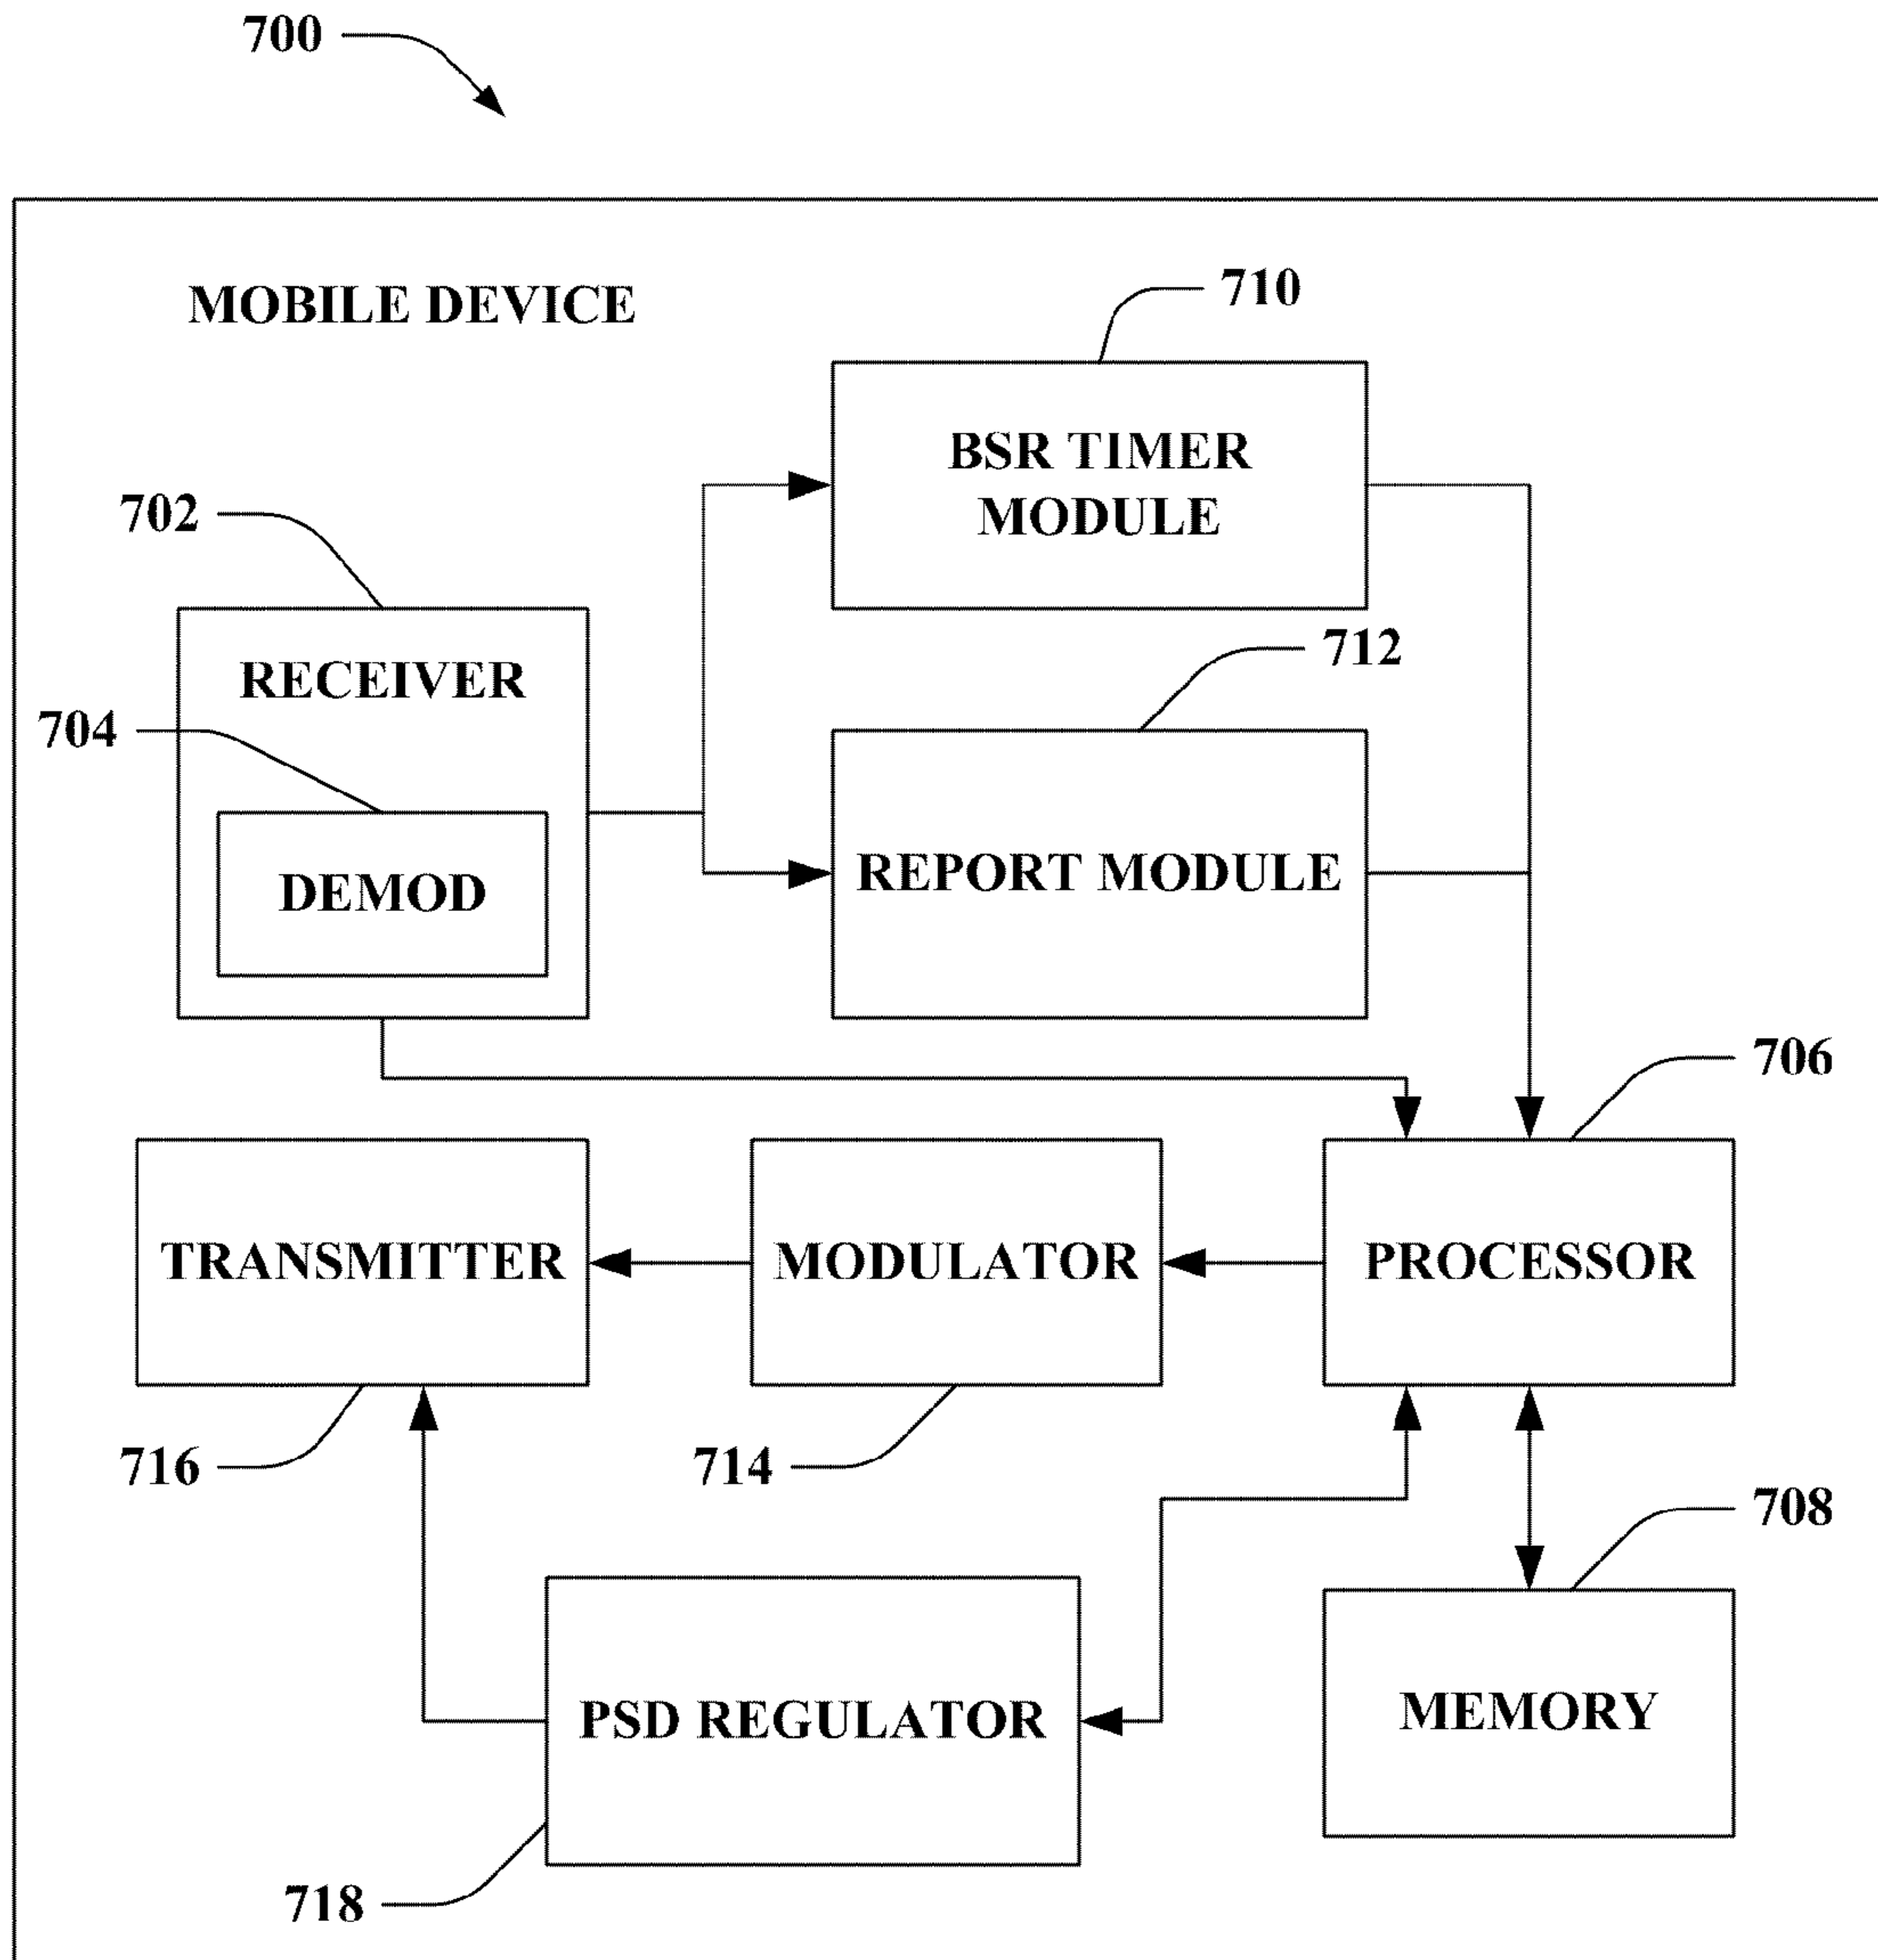 700
MOBILE DEVICE
710
BSR TIMER
MODULE
702
RECEIVER
712
704
DEMOD
REPORT MODULE
706
TRANSMITTER
MODULATOR
PROCESSOR
716
714
708
PSD REGULATOR
MEMORY
718